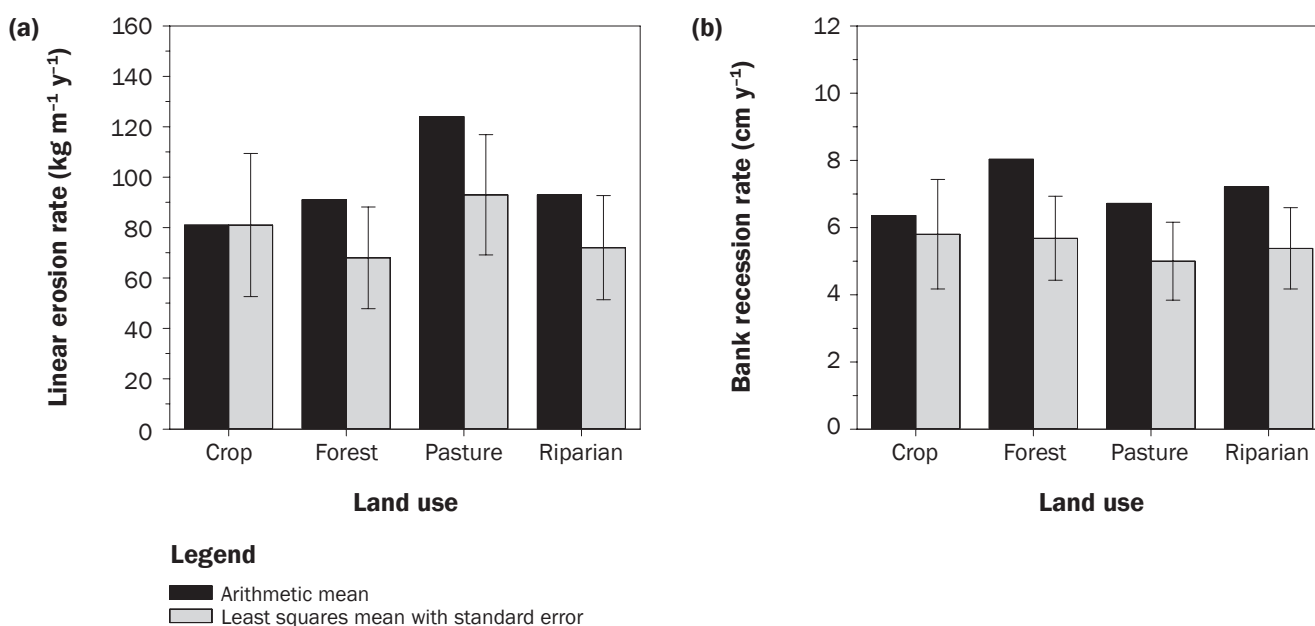 (a)
Linear erosion rate (kg m⁻¹ y⁻¹)
160
140
120
100
80
60
40
20
0
Crop Forest Pasture Riparian
Land use
(b)
Bank recession rate (cm y⁻¹)
12
10
8
6
4
2
0
Crop Forest Pasture Riparian
Land use
Legend
Arithmetic mean
Least squares mean with standard error